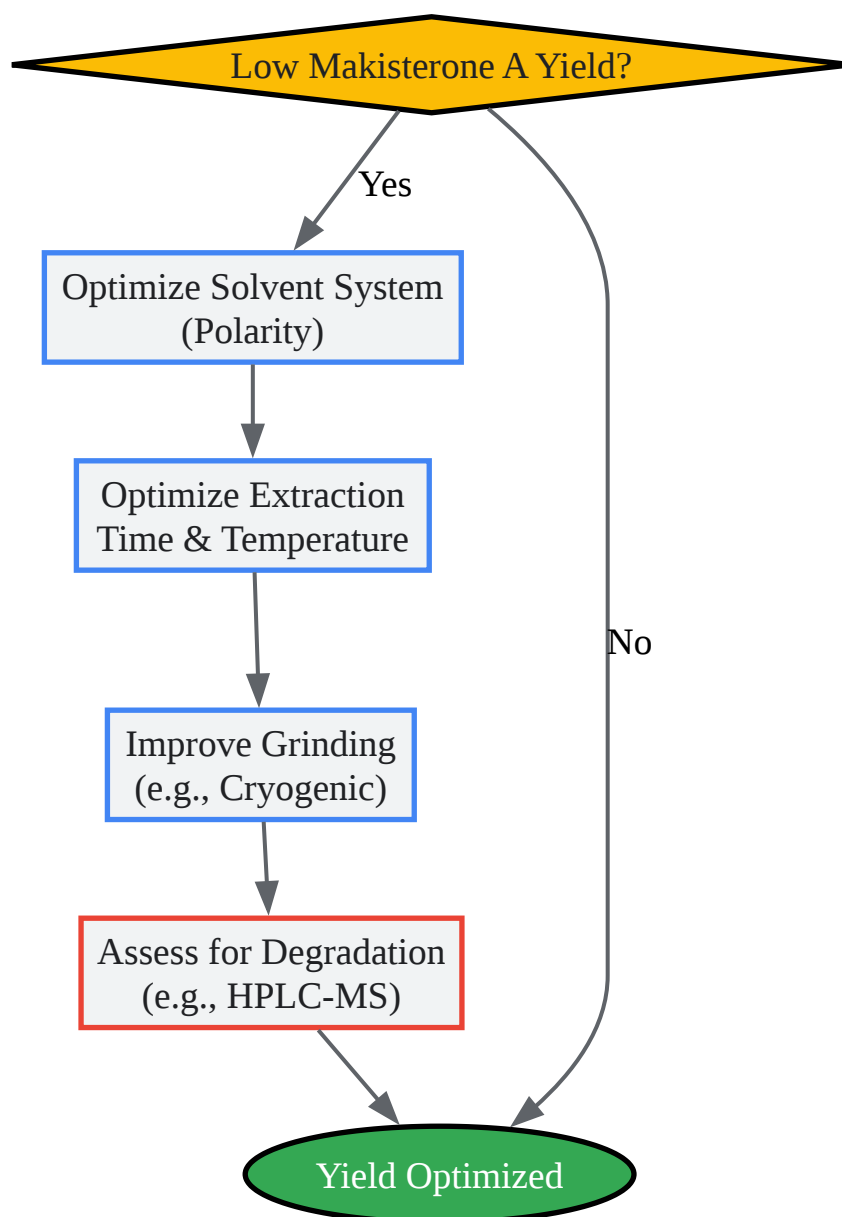 Low Makisterone A Yield?
Yes
Optimize Solvent System
(Polarity)
Optimize Extraction
Time & Temperature
No
Improve Grinding
(e.g., Cryogenic)
Assess for Degradation
(e.g., HPLC-MS)
Yield Optimized